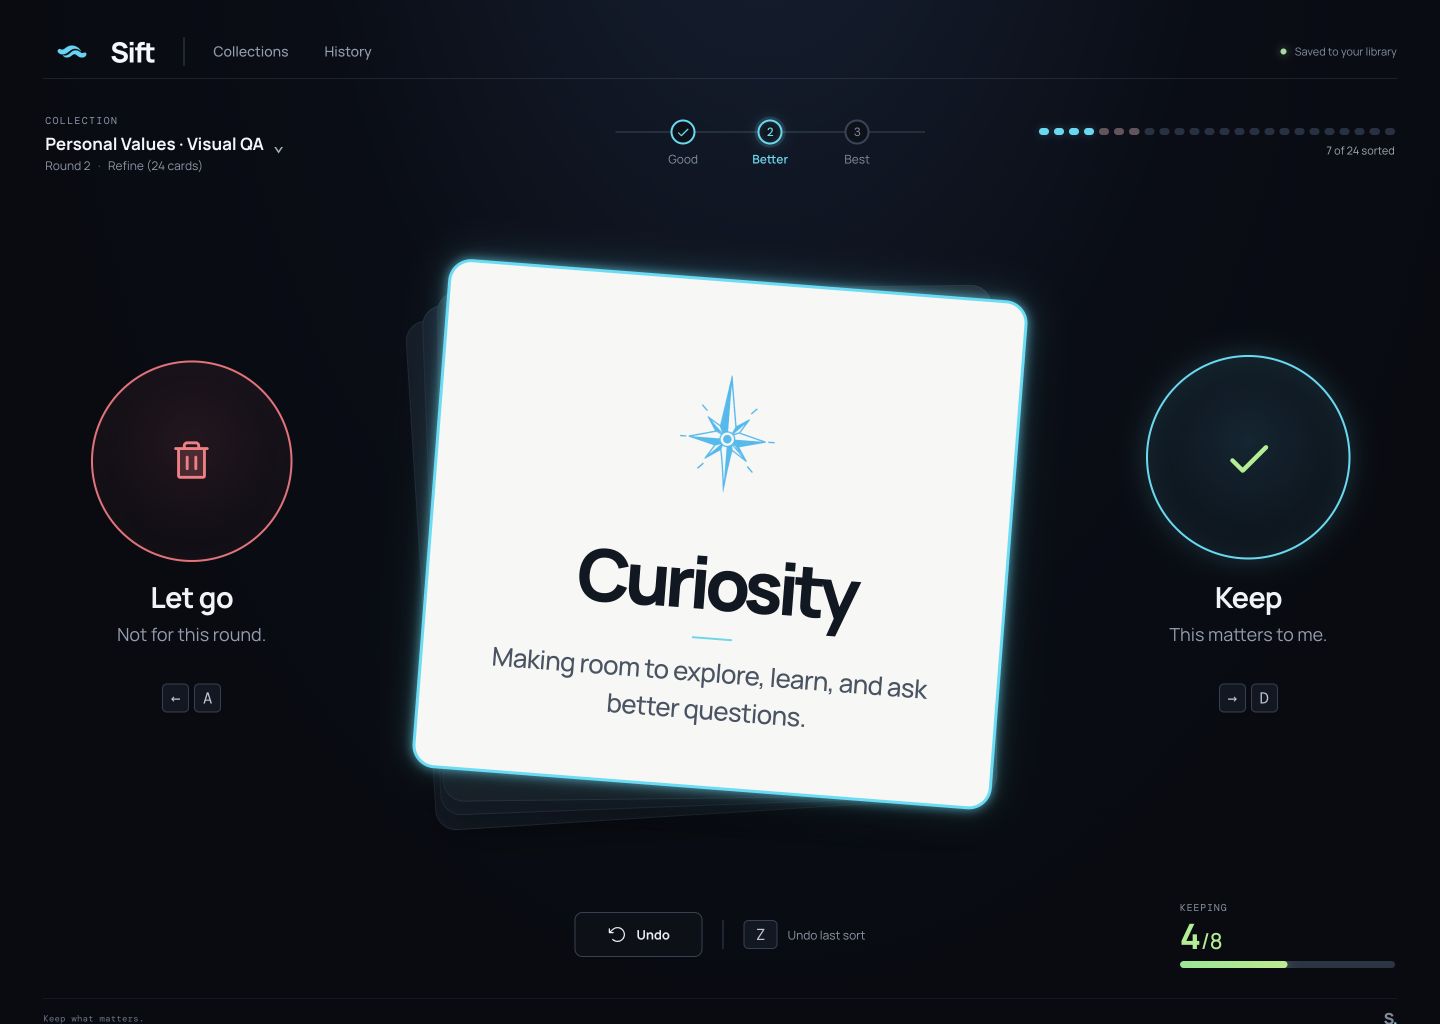 Sift
Collections
History
Saved to your library
COLLECTION
Personal Values · Visual QA
Round 2 · Refine (24 cards)
2
3
Good
Better
Best
7 of 24 sorted
Curiosity
Making room to explore, learn, and ask
better questions.
Let go
Not for this round.
← A
Keep
This matters to me.
→ D
Undo
Z
Undo last sort
KEEPING
4/8
Keep what matters.
S.